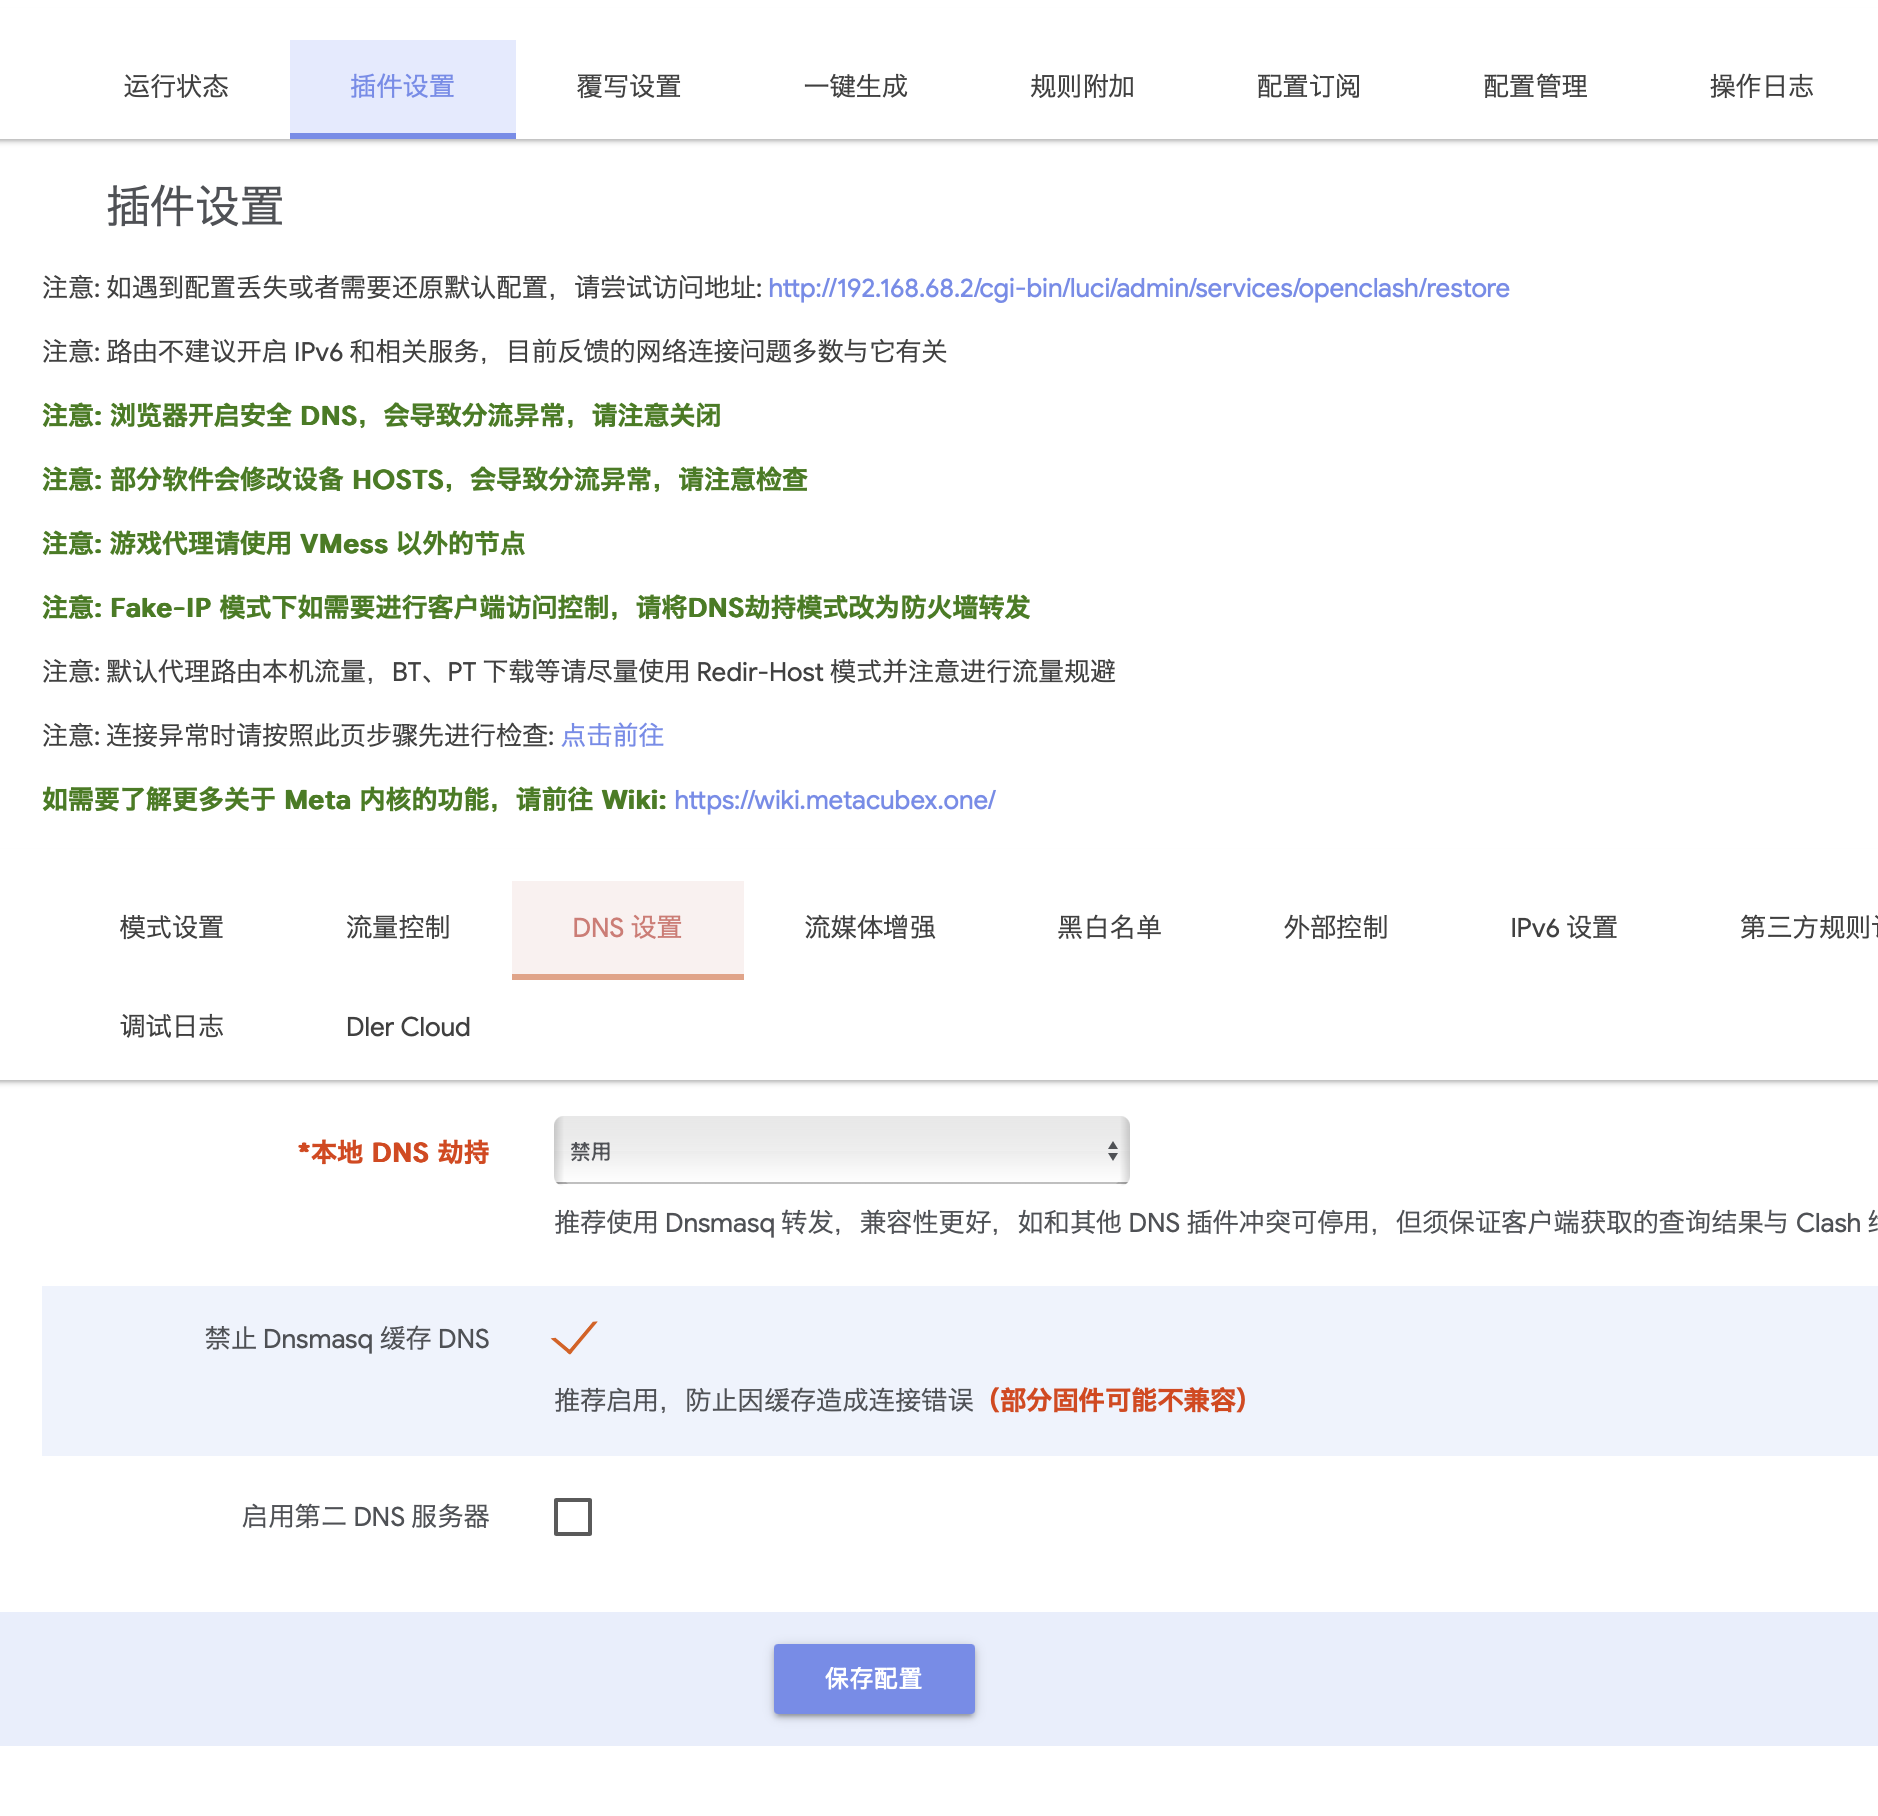 运行状态 插件设置 覆写设置 一键生成 规则附加 配置订阅 配置管理 操作日志
插件设置
注意: 如遇到配置丢失或者需要还原默认配置，请尝试访问地址: http://192.168.68.2/cgi-bin/luci/admin/services/openclash/restore
注意: 路由不建议开启 IPv6 和相关服务，目前反馈的网络连接问题多数与它有关
注意: 浏览器开启安全 DNS，会导致分流异常，请注意关闭
注意: 部分软件会修改设备 HOSTS，会导致分流异常，请注意检查
注意: 游戏代理请使用 VMess 以外的节点
注意: Fake-IP 模式下如需要进行客户端访问控制，请将DNS劫持模式改为防火墙转发
注意: 默认代理路由本机流量，BT、PT 下载等请尽量使用 Redir-Host 模式并注意进行流量规避
注意: 连接异常时请按照此页步骤先进行检查: 点击前往
如需要了解更多关于 Meta 内核的功能，请前往 Wiki: https://wiki.metacubex.one/
模式设置 流量控制 DNS 设置 流媒体增强 黑白名单 外部控制 IPv6 设置 第三方规则
调试日志 Dler Cloud
*本地 DNS 劫持 禁用
推荐使用 Dnsmasq 转发，兼容性更好，如和其他 DNS 插件冲突可停用，但须保证客户端获取的查询结果与 Clash
禁止 Dnsmasq 缓存 DNS
推荐启用，防止因缓存造成连接错误（部分固件可能不兼容）
启用第二 DNS 服务器
保存配置